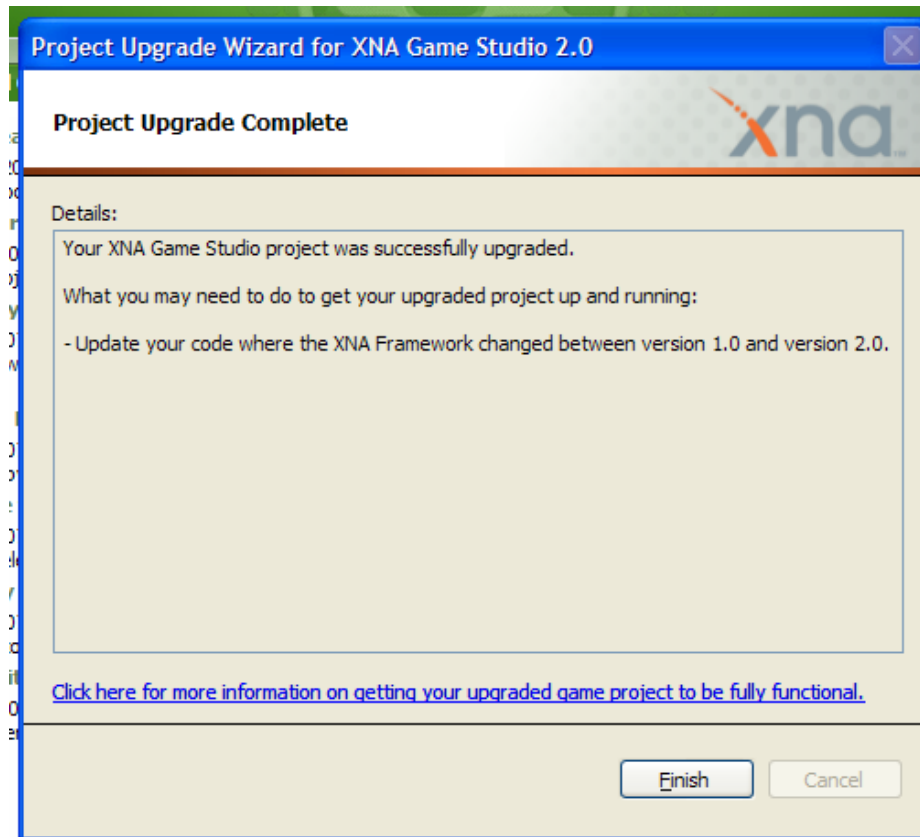 Project Upgrade Wizard for XNA Game Studio 2.0
Project Upgrade Complete
xna
Details:
Your XNA Game Studio project was successfully upgraded.
What you may need to do to get your upgraded project up and running:
- Update your code where the XNA Framework changed between version 1.0 and version 2.0.
Click here for more information on getting your upgraded game project to be fully functional.
Finish
Cancel